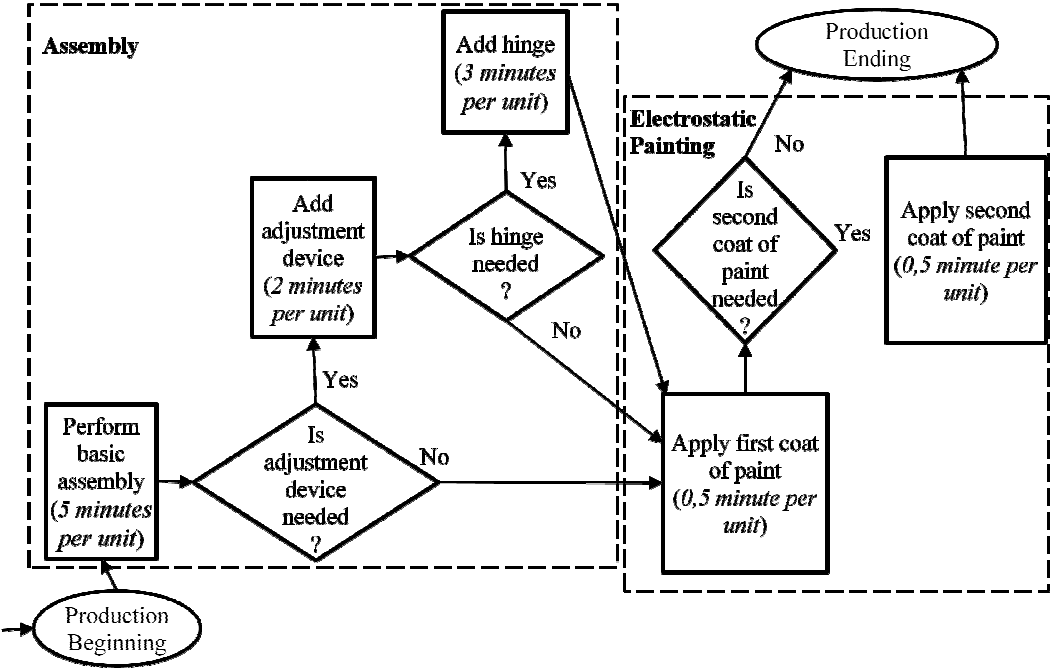 Assembly
Add hinge
(3 minutes
per unit)
Production
Ending
Electrostatic
Painting
No
Yes
Is
second
coat of
paint
needed
?
Yes
Apply second
coat of paint
(0,5 minute per
unit)
Add
adjustment
device
(2 minutes
per unit)
Is hinge
needed
?
No
Yes
Perform
basic
assembly
(5 minutes
per unit)
Is
adjustment
device
needed
?
No
Apply first coat
of paint
(0,5 minute per
unit)
Production
Beginning